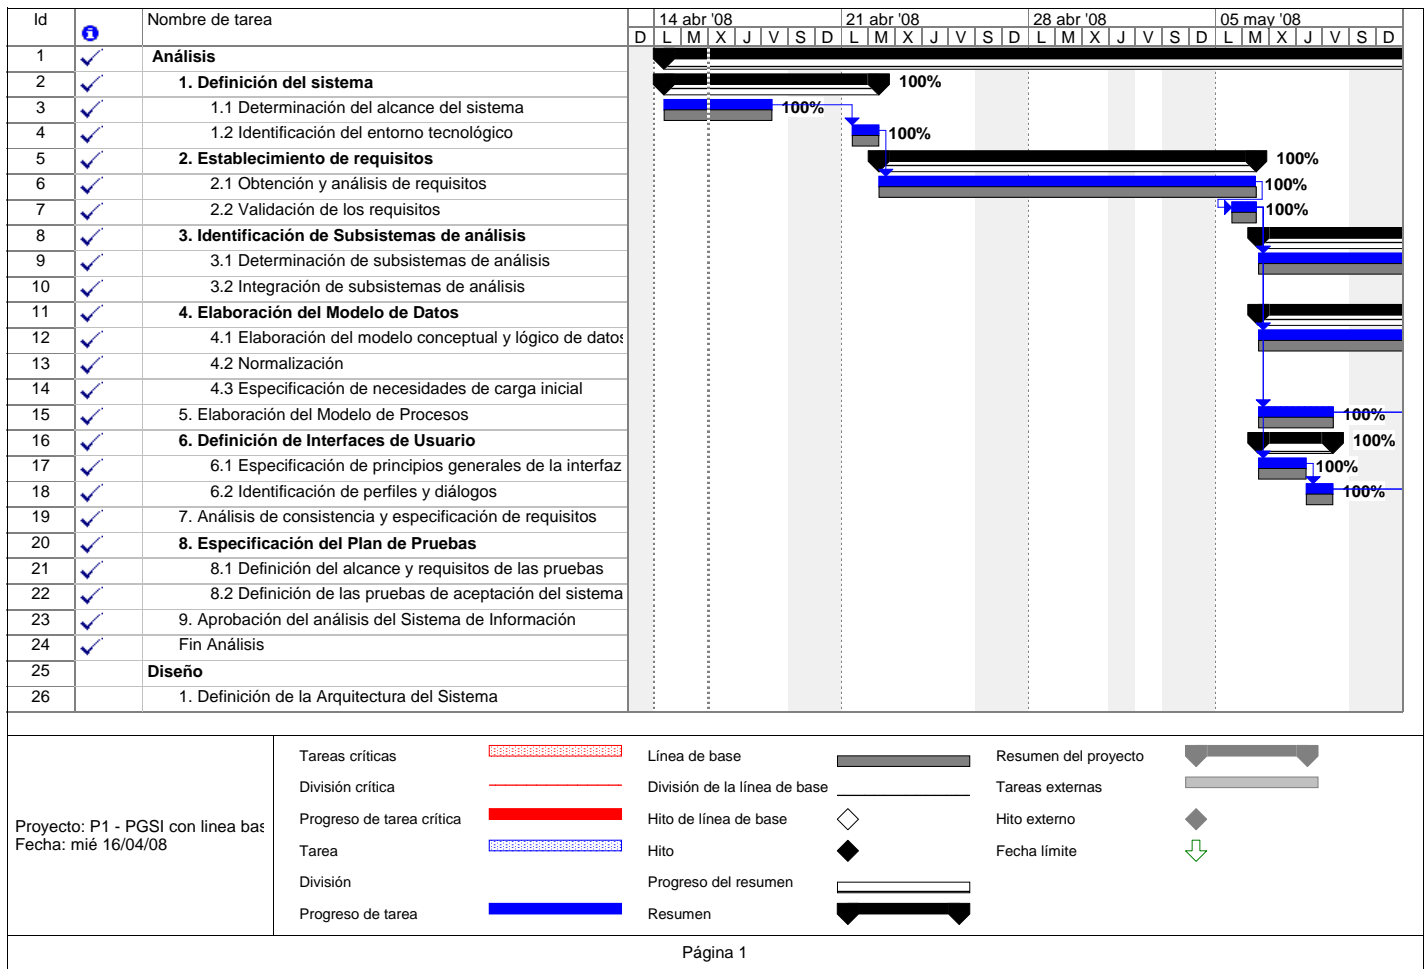 Id Nombre de tarea 14 abr '08 21 abr '08 28 abr '08 05 may '08
D L M X J V S D L M X J V S D L M X J V S D L M X J V S D
1 Análisis
2 1. Definición del sistema 100%
3 1.1 Determinación del alcance del sistema 100%
4 1.2 Identificación del entorno tecnológico 100%
5 2. Establecimiento de requisitos 100%
6 2.1 Obtención y análisis de requisitos 100%
7 2.2 Validación de los requisitos 100%
8 3. Identificación de Subsistemas de análisis
9 3.1 Determinación de subsistemas de análisis
10 3.2 Integración de subsistemas de análisis
11 4. Elaboración del Modelo de Datos
12 4.1 Elaboración del modelo conceptual y lógico de datos
13 4.2 Normalización
14 4.3 Especificación de necesidades de carga inicial
15 5. Elaboración del Modelo de Procesos 100%
16 6. Definición de Interfaces de Usuario 100%
17 6.1 Especificación de principios generales de la interfaz 100%
18 6.2 Identificación de perfiles y diálogos 100%
19 7. Análisis de consistencia y especificación de requisitos
20 8. Especificación del Plan de Pruebas
21 8.1 Definición del alcance y requisitos de las pruebas
22 8.2 Definición de las pruebas de aceptación del sistema
23 9. Aprobación del análisis del Sistema de Información
24 Fin Análisis
25 Diseño
26 1. Definición de la Arquitectura del Sistema
Proyecto: P1 - PGSI con linea bas
Fecha: mié 16/04/08
Tareas críticas
División crítica
Progreso de tarea crítica
Tarea
División
Progreso de tarea
Línea de base
División de la línea de base
Hito de línea de base
Hito
Progreso del resumen
Resumen
Resumen del proyecto
Tareas externas
Hito externo
Fecha límite
Página 1